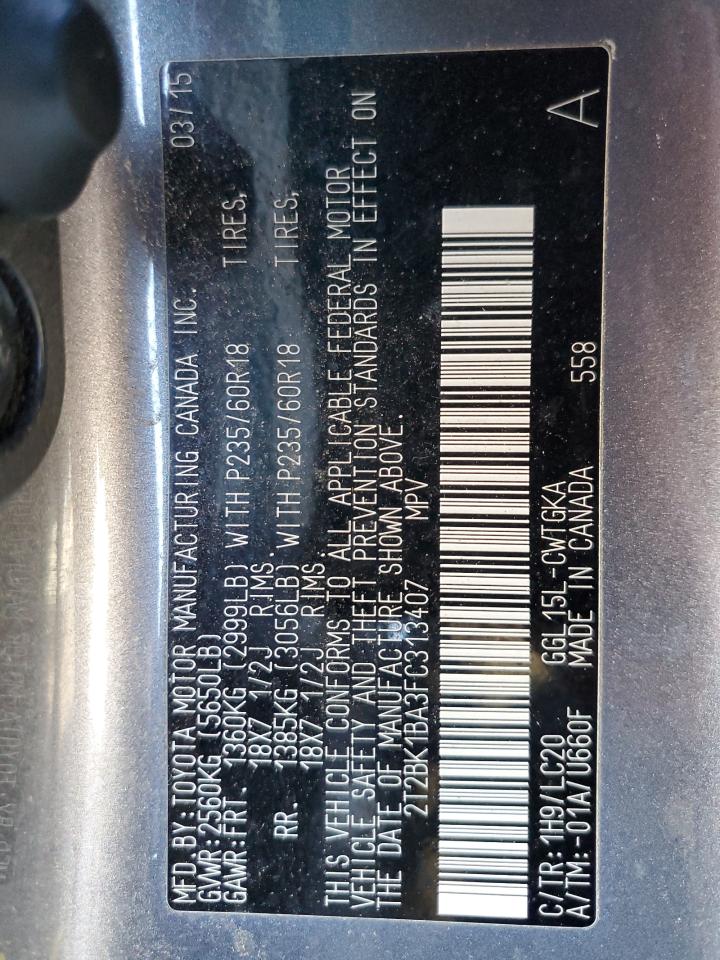 MFD.BY:TOYOTA MOTOR MANUFACTURING CANADA INC. 03/15
GVWR:2560KG (5650LB)
GAWR:FRT. 1360KG (2999LB) WITH P235/60R18 TIRES,
18X7 1/2J RIMS.
RR. 1385KG (3056LB) WITH P235/60R18 TIRES,
18X7 1/2J RIMS.
THIS VEHICLE CONFORMS TO ALL APPLICABLE FEDERAL MOTOR
VEHICLE SAFETY AND THEFT PREVENTION STANDARDS IN EFFECT ON
THE DATE OF MANUFACTURE SHOWN ABOVE.
2T2BK1BA3FC313407 MPV
C/TR:1H9/LC20 GGL15L-CWTGKA
A/TM:-01A/U660F MADE IN CANADA 558 A